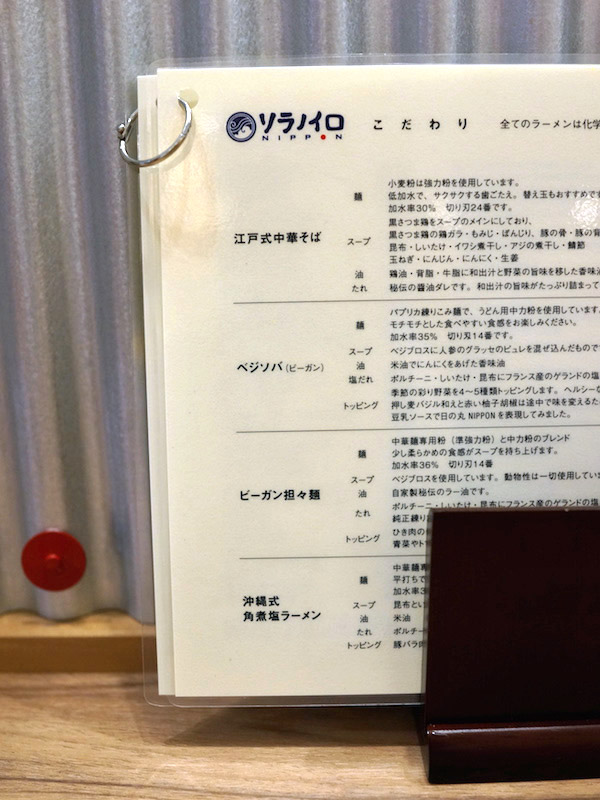 ソラノイロ
NIPPON
こだわり
全てのラーメンは化学
江戸式中華そば
麺
小麦粉は強力粉を使用しています。
低加水で、サクサクする歯ごたえ。替え玉もおすすめです
加水率30% 切り刃24番です。
スープ
黒さつま鶏をスープのメインにしており、
黒さつま鶏の鶏ガラ・もみじ・ぼんじり、豚の骨・豚の背
昆布・しいたけ・イワシ煮干し・アジの煮干し・鯖節
玉ねぎ・にんじん・にんにく・生姜
油
鶏油・背脂・牛脂に和出汁と野菜の旨味を移した香味油
たれ
秘伝の醤油ダレです。和出汁の旨味がたっぷり詰まって
ベジソバ（ビーガン）
麺
パプリカ練りこみ麺で、うどん用中力粉を使用しています。
モチモチとした食べやすい食感をお楽しみください。
加水率35% 切り刃14番です。
スープ
ベジブロスに人参のグラッセのピュレを混ぜ込んだもので
油
米油でにんにくをあげた香味油
塩だれ
ポルチーニ・しいたけ・昆布にフランス産のゲランドの塩
トッピング
季節の彩り野菜を4〜5種類トッピングします。ヘルシーな
押し麦バジル和えと赤い柚子胡椒は途中で味を変えるた
豆乳ソースで日の丸NIPPONを表現してみました。
ビーガン担々麺
麺
中華麺専用粉（準強力粉）と中力粉のブレンド
少し柔らかめの食感がスープを持ち上げます。
加水率36% 切り刃14番
スープ
ベジブロスを使用しています。動物性は一切使用していま
油
自家製秘伝のラー油です。
たれ
ポルチーニ・しいたけ・昆布にフランス産のゲランドの塩
純正練り
トッピング
ひき肉の
青菜やト
沖縄式
角煮塩ラーメン
麺
中華麺専
平打ちで
加水率3
スープ
昆布とい
油
米油
たれ
ポルチー
トッピング
豚バラ肉